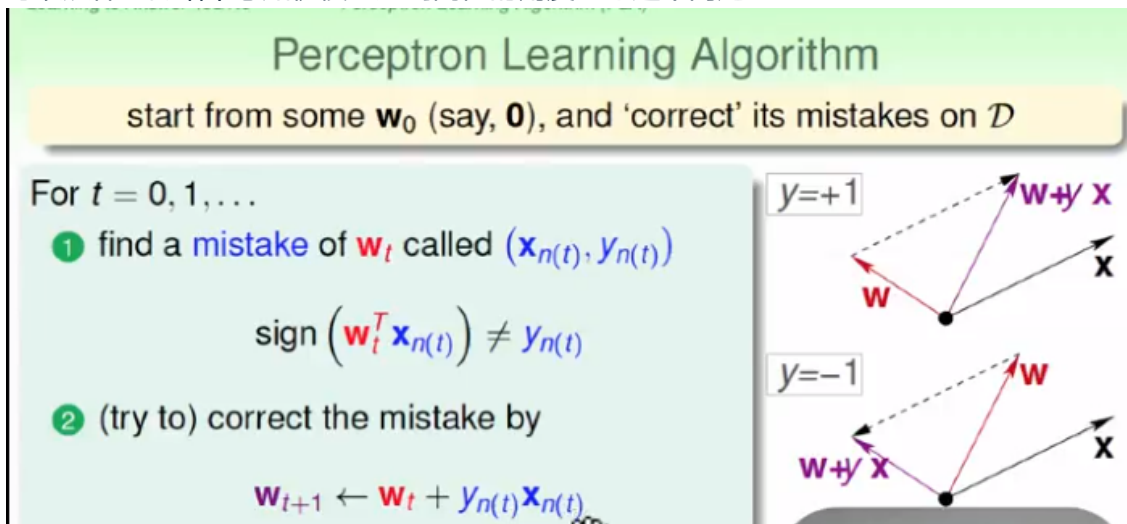 Perceptron Learning Algorithm
start from some w₀ (say, 0), and ‘correct’ its mistakes on 𝒟
For t = 0, 1, . . .
1 find a mistake of wₜ called (xₙ₍ₜ₎, yₙ₍ₜ₎)
sign (wₜᵀxₙ₍ₜ₎) ≠ yₙ₍ₜ₎
2 (try to) correct the mistake by
wₜ₊₁ ← wₜ + yₙ₍ₜ₎xₙ₍ₜ₎
y=+1
w+y x
x
w
y=−1
w
x
w+y x